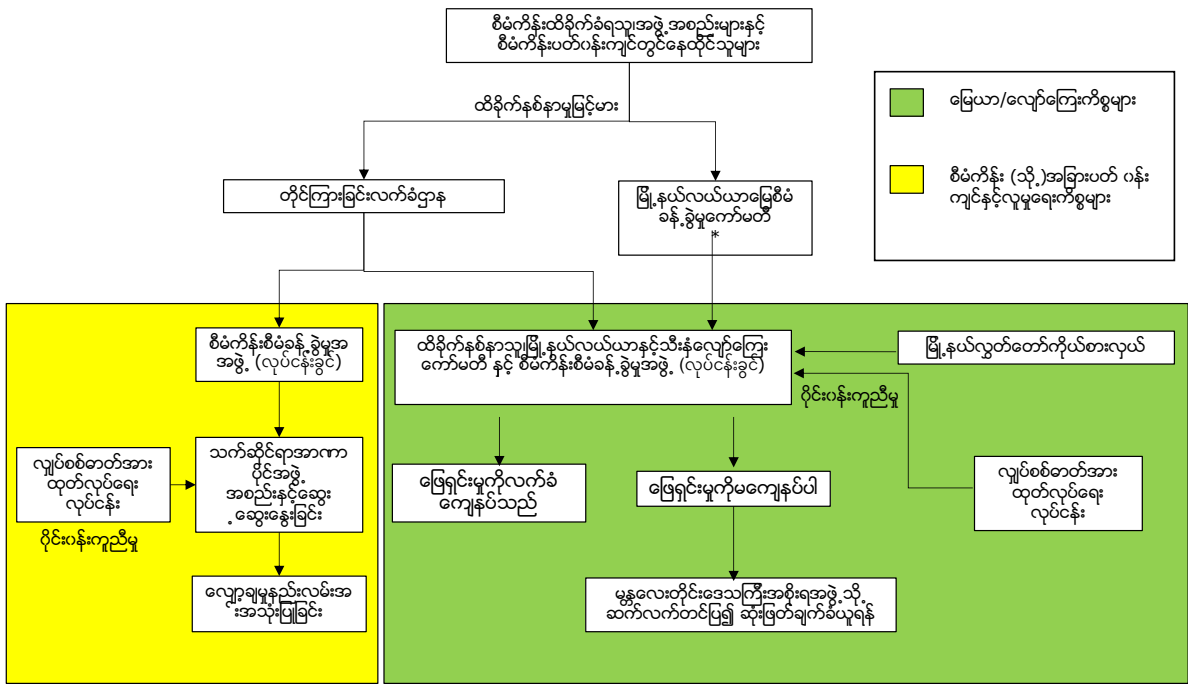 စီမံကိန်းထိခိုက်ခံရသူ၊အဖွဲ့အစည်းများနှင့်
စီမံကိန်းပတ်ဝန်းကျင်တွင်နေထိုင်သူများ
ထိခိုက်နစ်နာမှုမြင့်မား
မြေယာ/လျော်ကြေးကိစ္စများ
စီမံကိန်း (သို့)အခြားပတ် ဝန်း
ကျင်နှင့်လူမှုရေးကိစ္စများ
တိုင်ကြားခြင်းလက်ခံဌာန
မြို့နယ်လယ်ယာမြေစီမံ
ခန့်ခွဲမှုကော်မတီ
*
စီမံကိန်းစီမံခန့်ခွဲမှုအ
အဖွဲ့ (လုပ်ငန်းခွင်)
ထိခိုက်နစ်နာသူ၊မြို့နယ်လယ်ယာနှင့်သီးနှံလျော်ကြေး
ကော်မတီ နှင့် စီမံကိန်းစီမံခန့်ခွဲမှုအဖွဲ့ (လုပ်ငန်းခွင်)
မြို့နယ်လွှတ်တော်ကိုယ်စားလှယ်
ဝိုင်းဝန်းကူညီမှု
လျှပ်စစ်ဓာတ်အား
ထုတ်လုပ်ရေး
လုပ်ငန်း
ဝိုင်းဝန်းကူညီမှု
သက်ဆိုင်ရာအာဏာ
ပိုင်အဖွဲ့
အစည်းနှင့်ဆွေး
့ဆွေးနွေးခြင်း
ဖြေရှင်းမှုကိုလက်ခံ
ကျေနပ်သည်
ဖြေရှင်းမှုကိုမကျေနပ်ပါ
လျှပ်စစ်ဓာတ်အား
ထုတ်လုပ်ရေး
လုပ်ငန်း
လျော့ချမှုနည်းလမ်းအ
းအသုံးပြုခြင်း
မန္တလေးတိုင်းဒေသကြီးအစိုးရအဖွဲ့သို့
ဆက်လက်တင်ပြ၍ ဆုံးဖြတ်ချက်ခံယူရန်